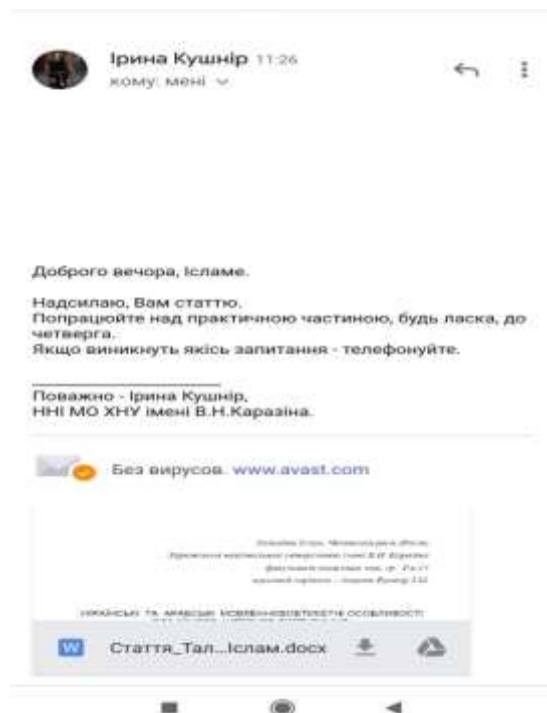 Ірина Кушнір 11:26
кому: мені
Доброго вечора, Ісламе.
Надсилаю, Вам статтю.
Попрацюйте над практичною частиною, будь ласка, до
четверга.
Якщо виникнуть якісь запитання - телефонуйте.
Поважно - Ірина Кушнір,
ННІ МО ХНУ імені В.Н.Каразіна.
Без вирусов. www.avast.com
W Стаття_Тал...Іслам.docx